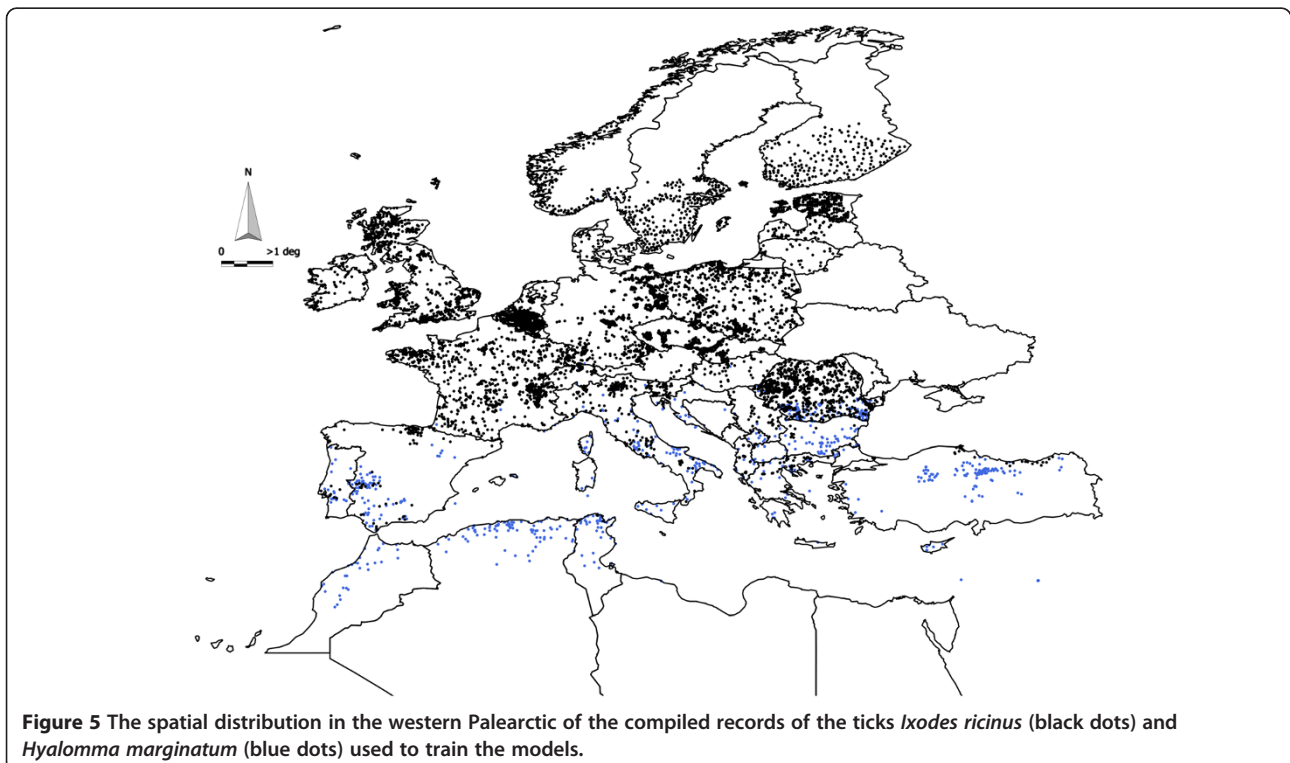 N
0 >1 deg
Figure 5 The spatial distribution in the western Palearctic of the compiled records of the ticks Ixodes ricinus (black dots) and
Hyalomma marginatum (blue dots) used to train the models.